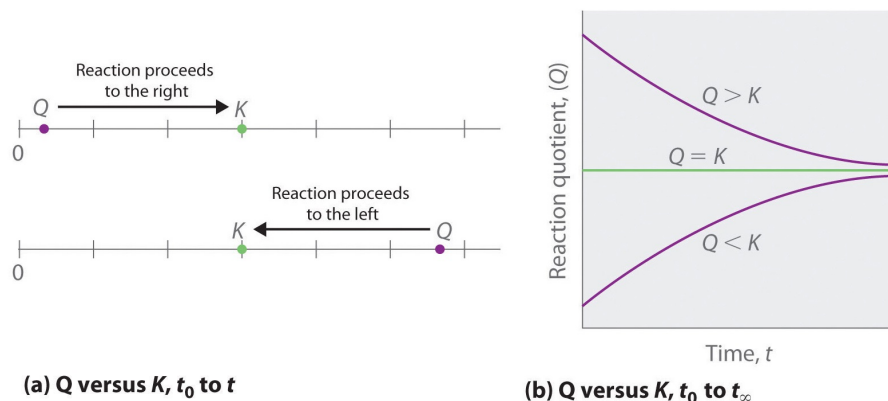 Reaction proceeds
to the right
Q
K
0
Reaction proceeds
to the left
K
Q
0
(a) Q versus K, t₀ to t
Reaction quotient, (Q)
Q > K
Q = K
Q < K
Time, t
(b) Q versus K, t₀ to t∞